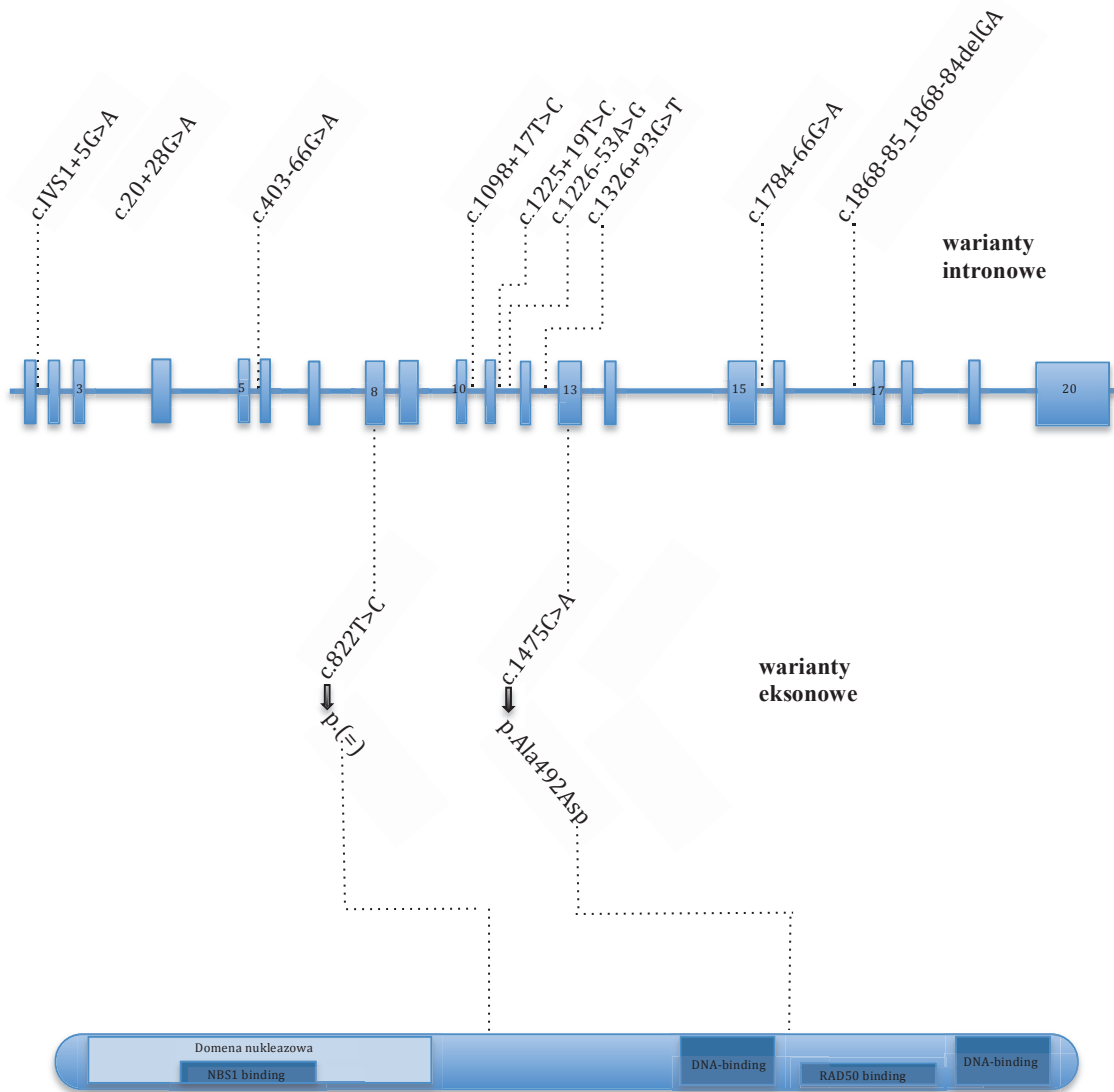 c.IVS1+5G>A
c.20+28G>A
c.403-66G>A
c.1098+17T>C
c.1225+19T>C
c.1226-53A>G
c.1326+93G>T
c.1784-66G>A
c.1868-85_1868-84delGA
warianty
intronowe
3
5
8
10
13
15
17
20
c.822T>C
p.(=)
c.1475C>A
p.Ala492Asp
warianty
eksonowe
Domena nukleazowa
NBS1 binding
DNA-binding
RAD50 binding
DNA-binding